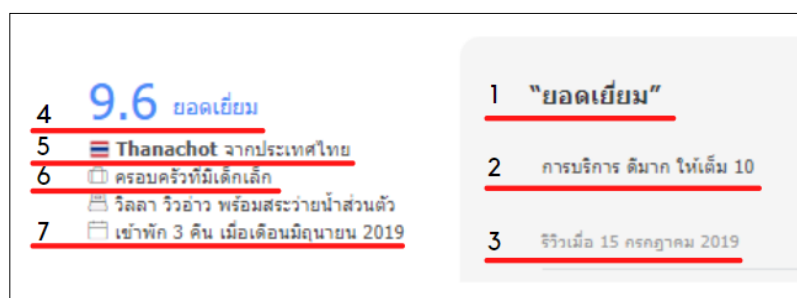 4 9.6 ยอดเยี่ยม
5 Thanachot จากประเทศไทย
6 ครอบครัวที่มีเด็กเล็ก
วิลลา วิวอ่าว พร้อมสระว่ายน้ำส่วนตัว
7 เข้าพัก 3 คืน เมื่อเดือนมิถุนายน 2019
1 “ยอดเยี่ยม”
2 การบริการ ดีมาก ให้เต็ม 10
3 รีวิวเมื่อ 15 กรกฎาคม 2019